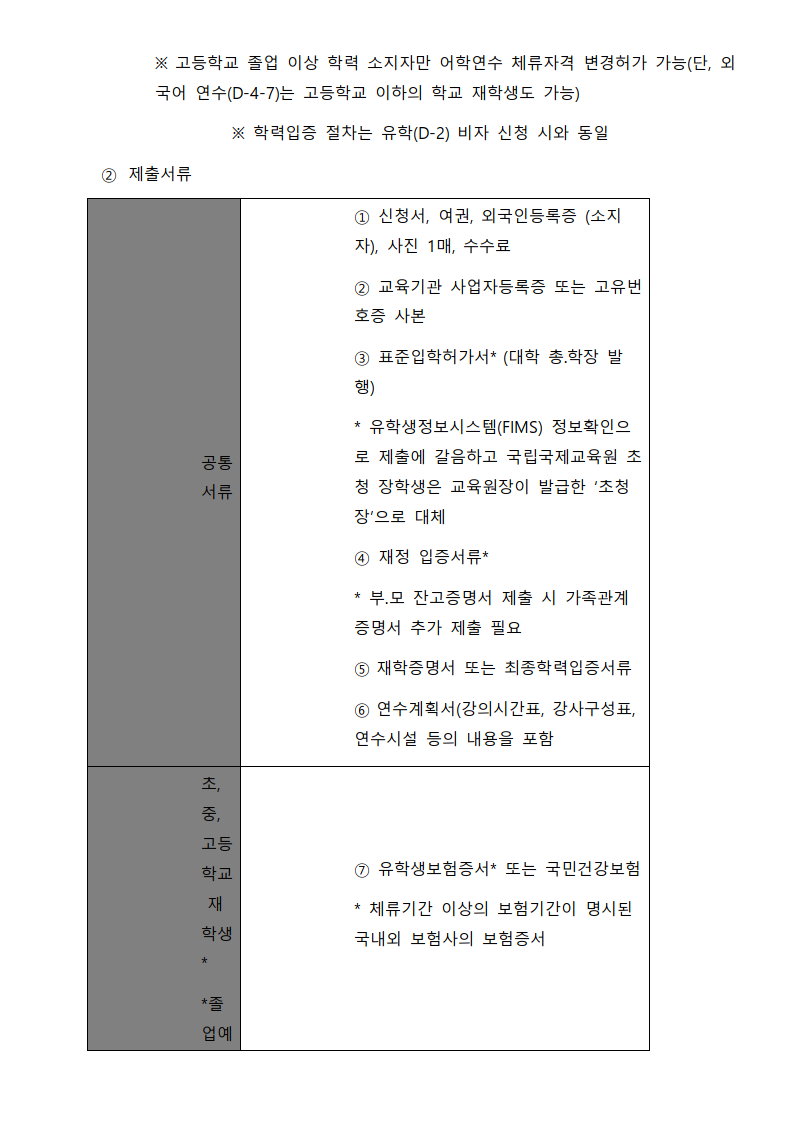 ※ 고등학교 졸업 이상 학력 소지자만 어학연수 체류자격 변경허가 가능(단, 외
국어 연수(D-4-7)는 고등학교 이하의 학교 재학생도 가능)
※ 학력입증 절차는 유학(D-2) 비자 신청 시와 동일
② 제출서류
공통
서류
① 신청서, 여권, 외국인등록증 (소지
자), 사진 1매, 수수료
② 교육기관 사업자등록증 또는 고유번
호증 사본
③ 표준입학허가서* (대학 총.학장 발
행)
* 유학생정보시스템(FIMS) 정보확인으
로 제출에 갈음하고 국립국제교육원 초
청 장학생은 교육원장이 발급한 ‘초청
장’으로 대체
④ 재정 입증서류*
* 부.모 잔고증명서 제출 시 가족관계
증명서 추가 제출 필요
⑤ 재학증명서 또는 최종학력입증서류
⑥ 연수계획서(강의시간표, 강사구성표,
연수시설 등의 내용을 포함
초,
중,
고등
학교
재
학생
*
*졸
업예
⑦ 유학생보험증서* 또는 국민건강보험
* 체류기간 이상의 보험기간이 명시된
국내외 보험사의 보험증서